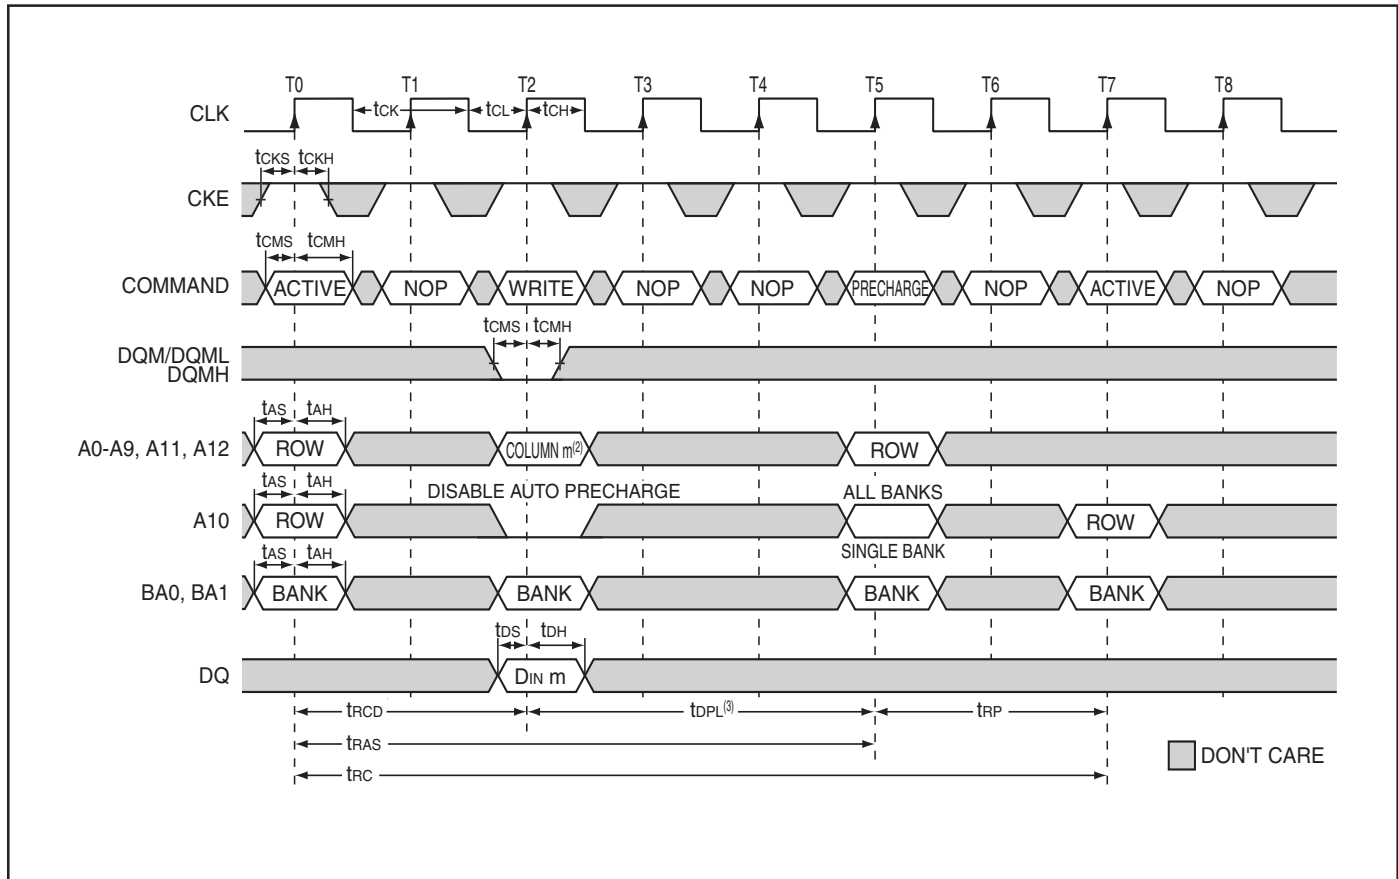 T0 T1 T2 T3 T4 T5 T6 T7 T8
CLK tCK tCL tCH
tCKS tCKH
CKE
tCMS tCMH
COMMAND ACTIVE NOP WRITE NOP NOP PRECHARGE NOP ACTIVE NOP
tCMS tCMH
DQM/DQML
DQMH
tAS tAH
A0-A9, A11, A12 ROW COLUMN m(2) ROW
tAS tAH DISABLE AUTO PRECHARGE ALL BANKS
A10 ROW ROW
tAS tAH SINGLE BANK
BA0, BA1 BANK BANK BANK BANK
tDS tDH
DQ DIN m
tRCD tDPL(3) tRP
tRAS
DON'T CARE
tRC